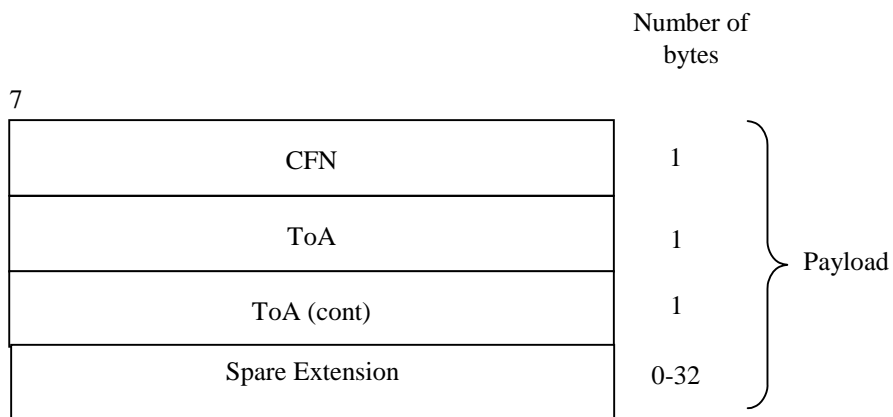 Number of
bytes
7
CFN
1
ToA
1
Payload
ToA (cont)
1
Spare Extension
0-32